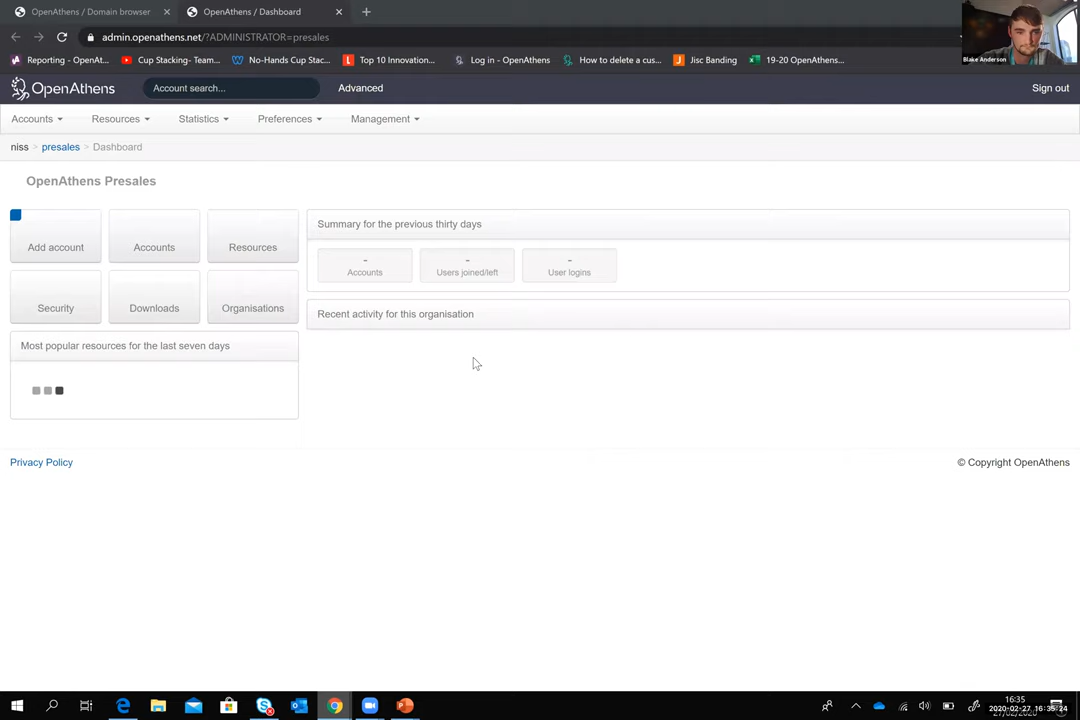 OpenAthens / Domain browser
OpenAthens / Dashboard
admin.openathens.net/?ADMINISTRATOR=presales
Blake Anderson
Reporting - OpenAt...
Cup Stacking- Team...
No-Hands Cup Stac...
Top 10 Innovation...
Log in - OpenAthens
How to delete a cus...
Jisc Banding
19-20 OpenAthens...
OpenAthens
Account search...
Advanced
Sign out
Accounts
Resources
Statistics
Preferences
Management
niss > presales > Dashboard
OpenAthens Presales
Add account
Accounts
Resources
Security
Downloads
Organisations
Most popular resources for the last seven days
Summary for the previous thirty days
-
Accounts
-
Users joined/left
-
User logins
Recent activity for this organisation
Privacy Policy
© Copyright OpenAthens
16:35
2020-02-27 16:35:24
27/02/2020